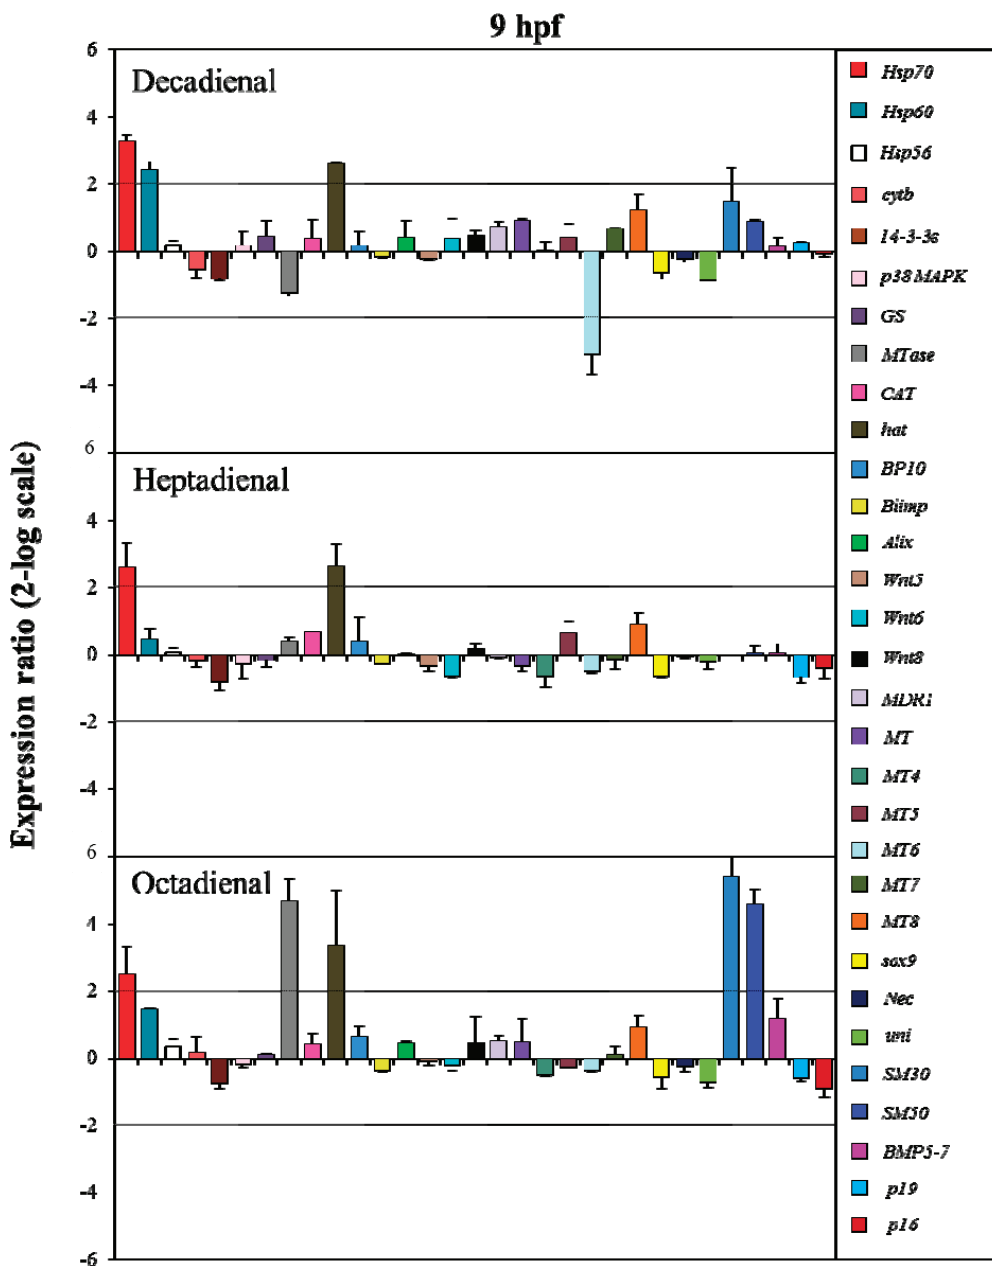 9 hpf
Expression ratio (2-log scale)
6
Decadienal
4
2
0
-2
-4
6
Heptadienal
4
2
0
-2
-4
6
Octadienal
4
2
0
-2
-4
-6
Hsp70
Hsp60
Hsp56
cytb
14-3-3ε
p38 MAPK
GS
MTase
CAT
hat
BP10
Blimp
Alix
Wnt5
Wnt6
Wnt8
MDR1
MT
MT4
MT5
MT6
MT7
MT8
sox9
Nec
uni
SM30
SM50
BMP5-7
p19
p16